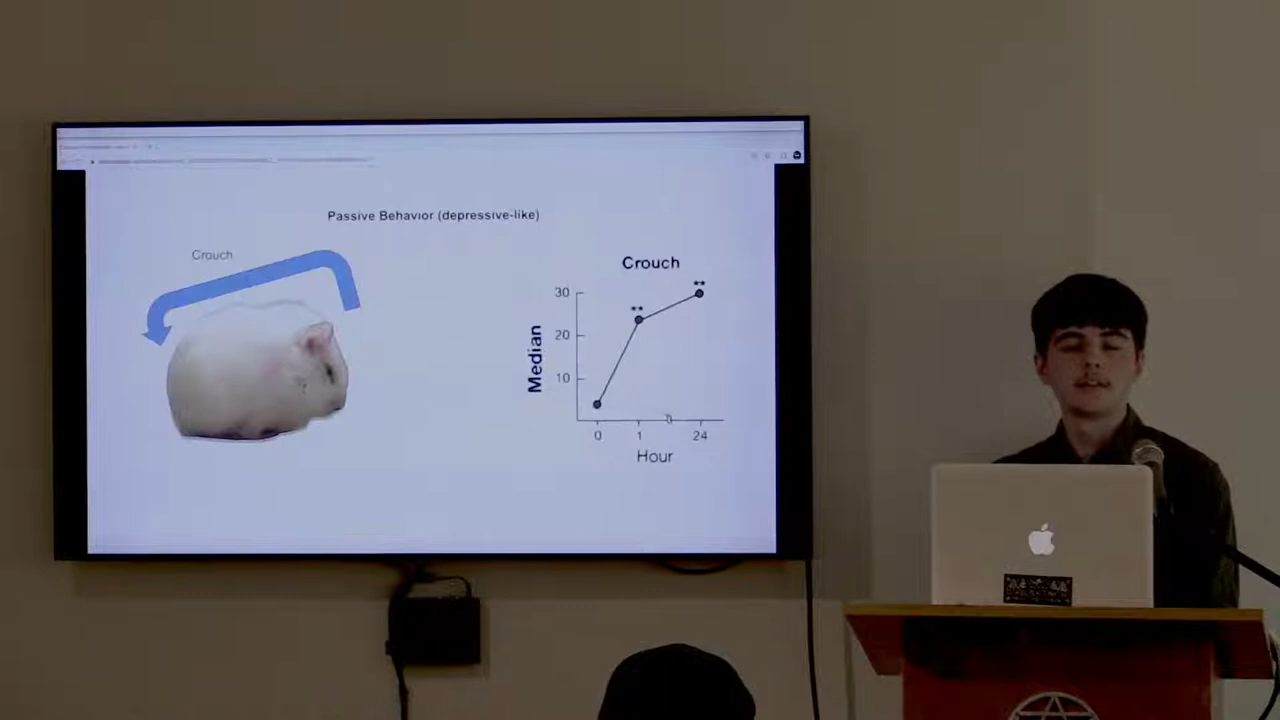 Passive Behavior (depressive-like)
Crouch
Crouch
**
**
30
20
10
Median
0
1
24
Hour